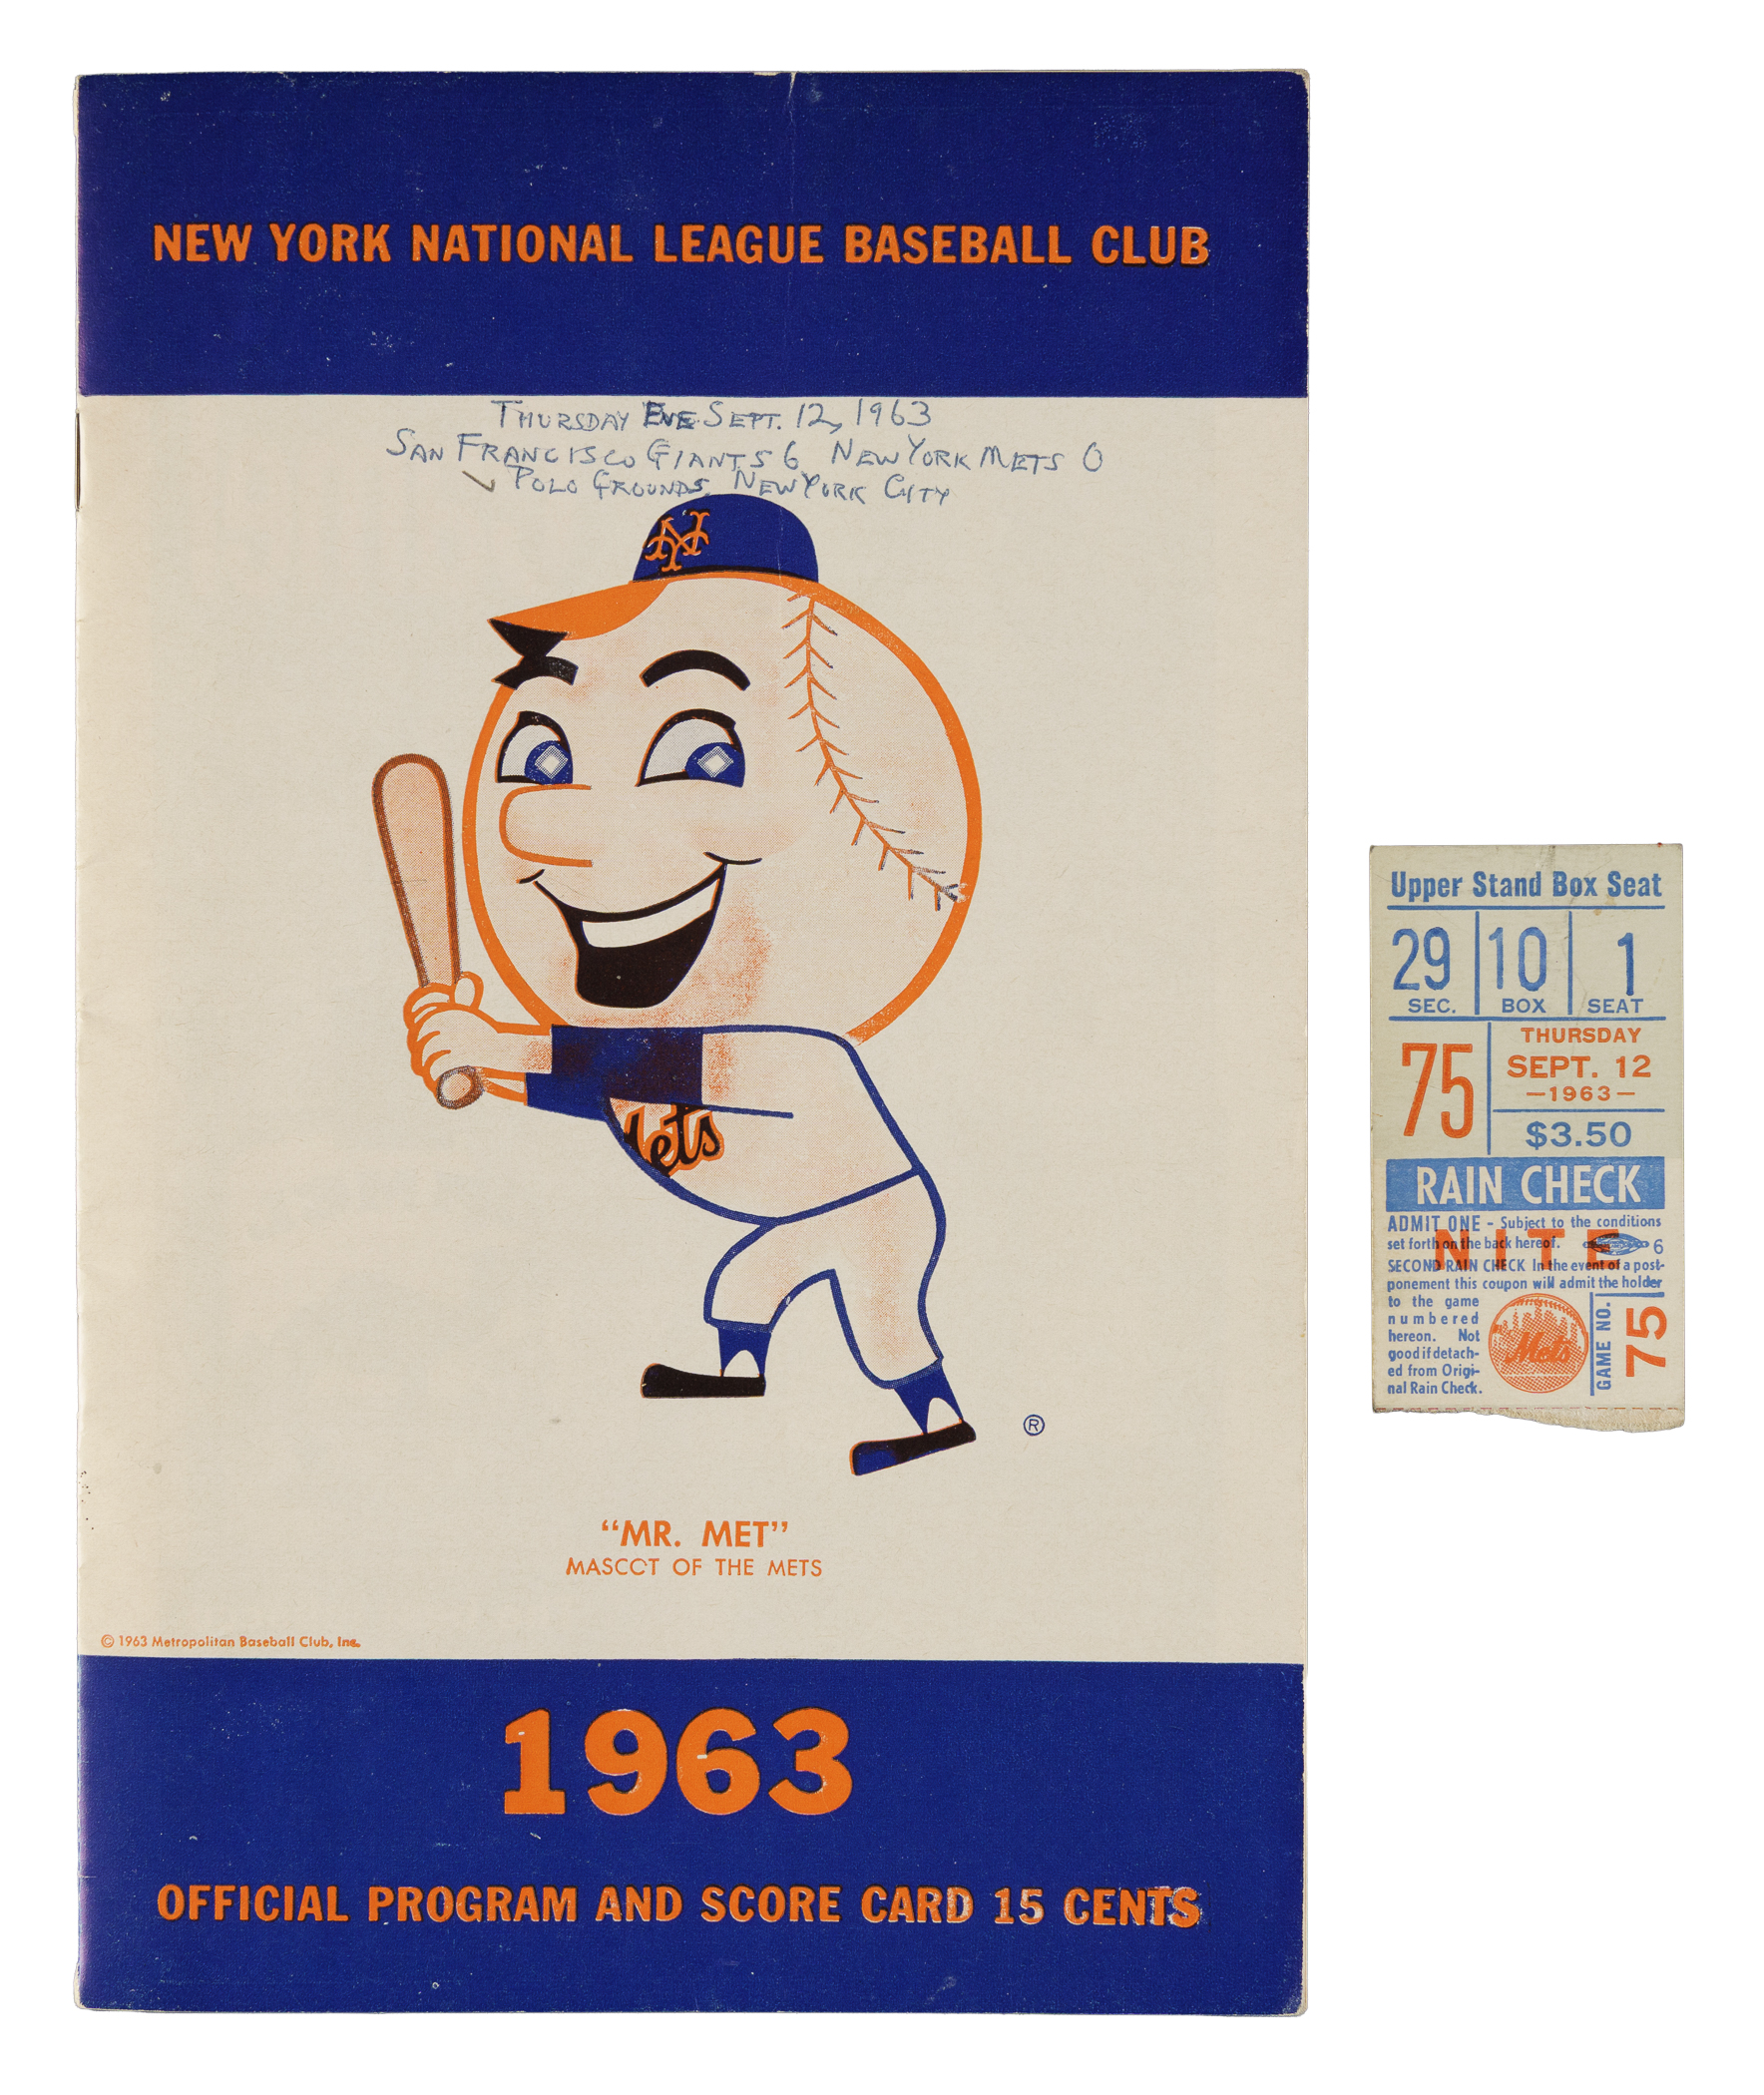 NEW YORK NATIONAL LEAGUE BASEBALL CLUB
THURSDAY EVE. SEPT. 12, 1963
SAN FRANCISCO GIANTS 6 NEW YORK METS 0
POLO GROUNDS, NEW YORK CITY
NY
Mets
®
"MR. MET"
MASCOT OF THE METS
© 1963 Metropolitan Baseball Club, Inc.
1963
OFFICIAL PROGRAM AND SCORE CARD 15 CENTS
Upper Stand Box Seat
29 10 1
SEC. BOX SEAT
75
THURSDAY
SEPT. 12
—1963—
$3.50
RAIN CHECK
ADMIT ONE - Subject to the conditions
set forth on the back hereof. 6
NITE
SECOND RAIN CHECK In the event of a post-
ponement this coupon will admit the holder
to the game
numbered
hereon. Not
good if detach-
ed from Origi-
nal Rain Check.
Mets
GAME NO. 75